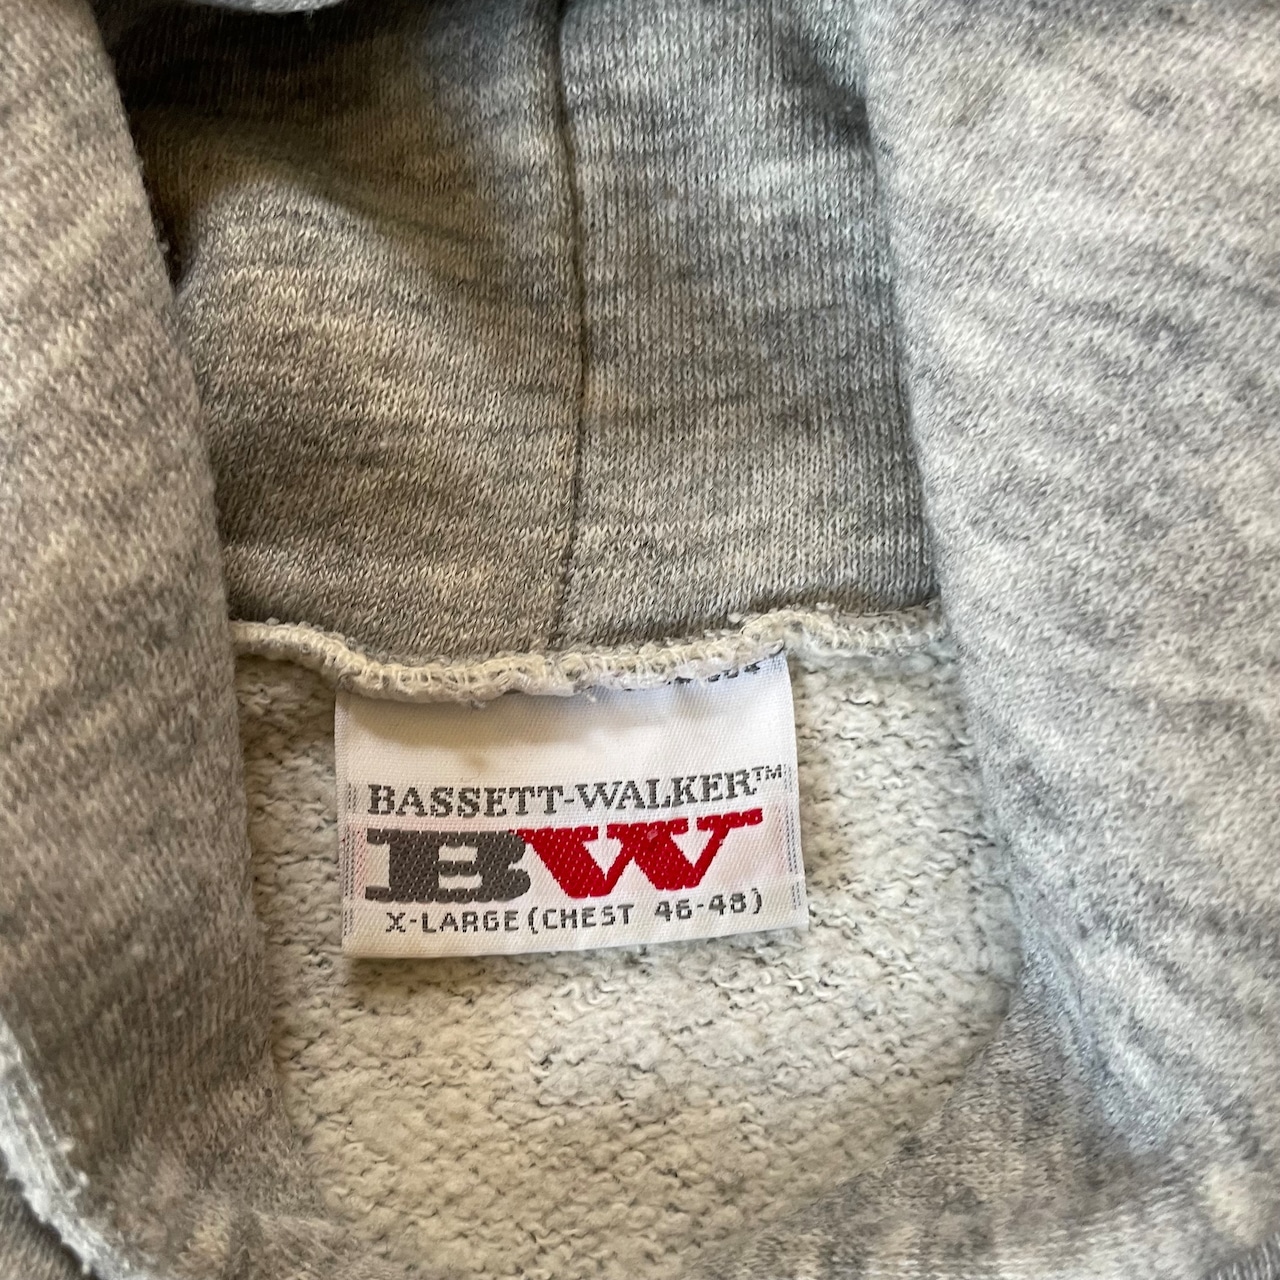 BASSETT-WALKER™
BW
X-LARGE (CHEST 46-48)